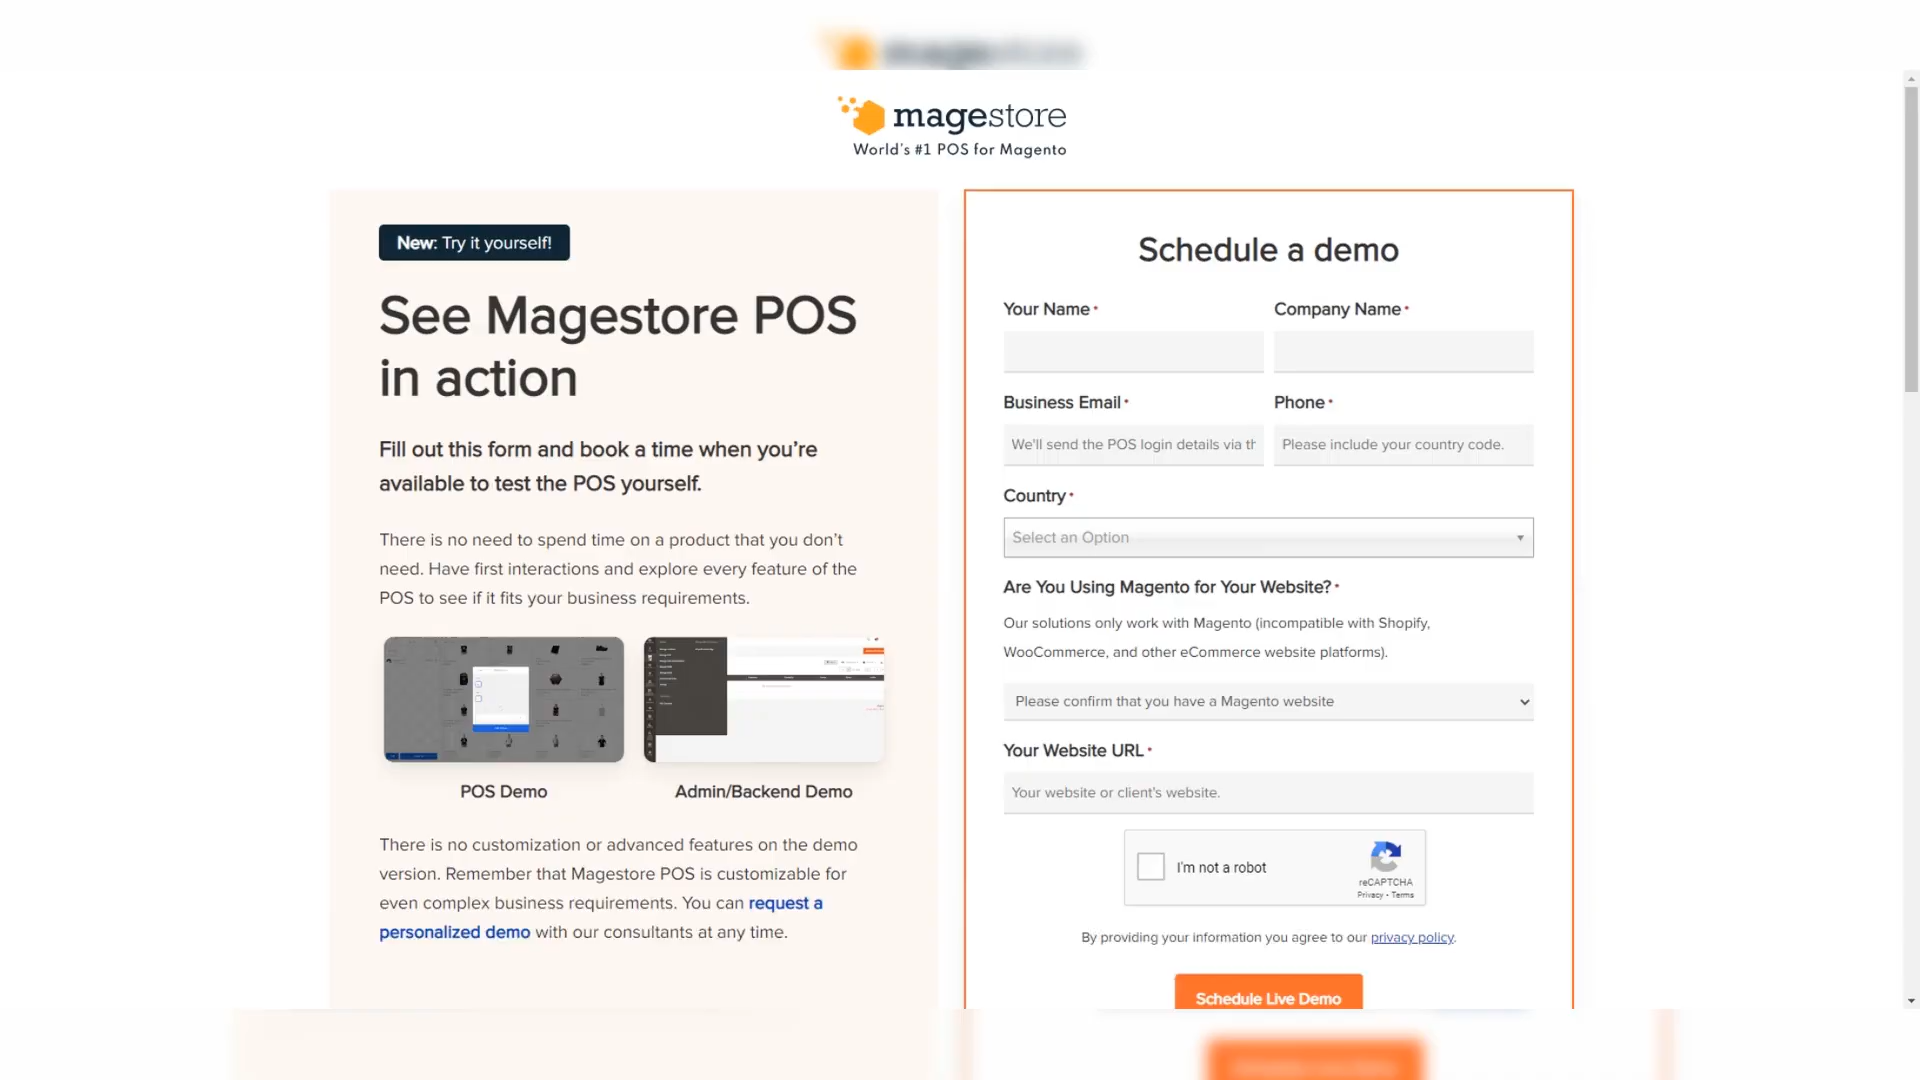 magestore
World's #1 POS for Magento
New: Try it yourself!
See Magestore POS
in action
Fill out this form and book a time when you're
available to test the POS yourself.
There is no need to spend time on a product that you don't
need. Have first interactions and explore every feature of the
POS to see if it fits your business requirements.
POS Demo
Admin/Backend Demo
There is no customization or advanced features on the demo
version. Remember that Magestore POS is customizable for
even complex business requirements. You can request a
personalized demo with our consultants at any time.
Schedule a demo
Your Name *
Company Name *
Business Email *
Phone *
We'll send the POS login details via th
Please include your country code.
Country *
Select an Option
Are You Using Magento for Your Website? *
Our solutions only work with Magento (incompatible with Shopify,
WooCommerce, and other eCommerce website platforms).
Please confirm that you have a Magento website
Your Website URL *
Your website or client's website.
I'm not a robot
reCAPTCHA
Privacy - Terms
By providing your information you agree to our privacy policy.
Schedule Live Demo